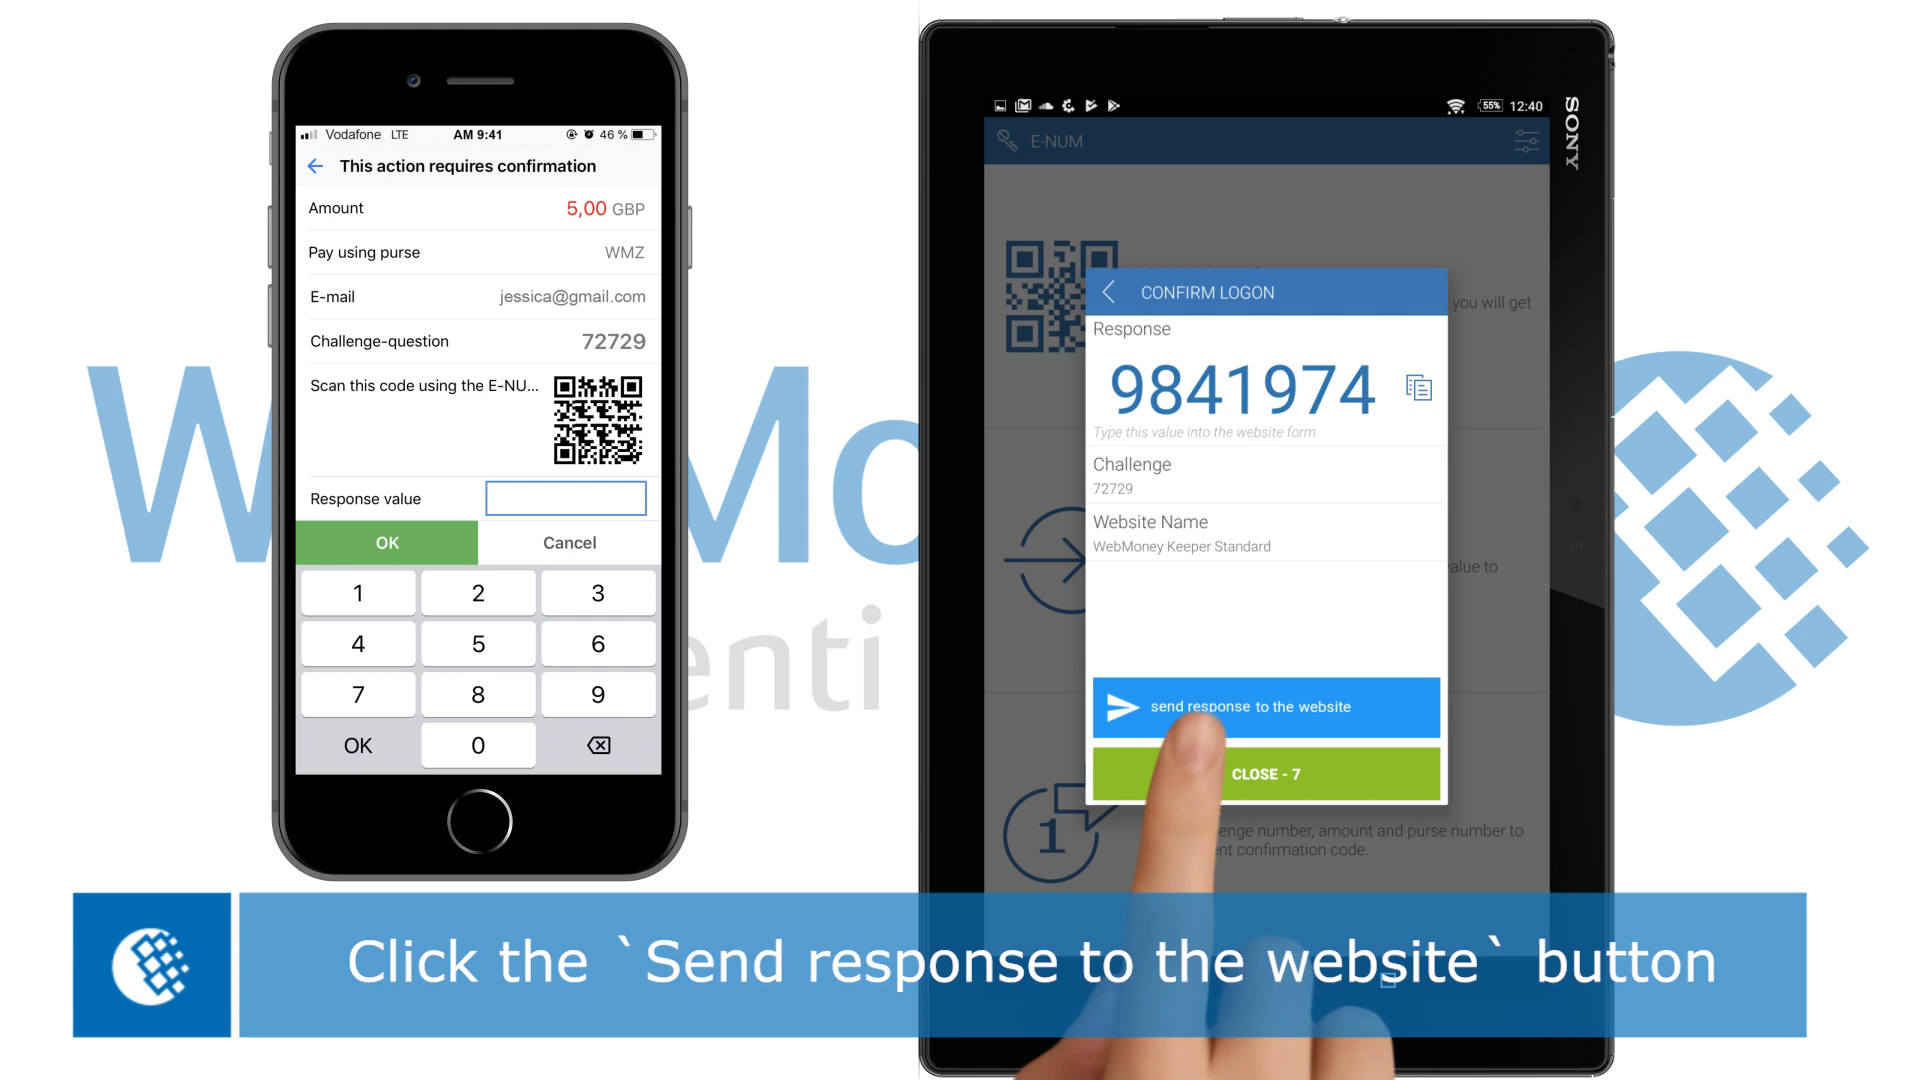 Vodafone LTE AM 9:41 46 %
This action requires confirmation
Amount 5,00 GBP
Pay using purse WMZ
E-mail jessica@gmail.com
Challenge-question 72729
Scan this code using the E-NU...
Response value
OK Cancel
1 2 3
4 5 6
7 8 9
OK 0
55% 12:40
SONY
E-NUM
you will get
CONFIRM LOGON
Response
9841974
Type this value into the website form
Challenge
72729
Website Name
WebMoney Keeper Standard
alue to
send response to the website
CLOSE - 7
1
enge number, amount and purse number to
nt confirmation code.
W Mo
enti
Click the `Send response to the website` button